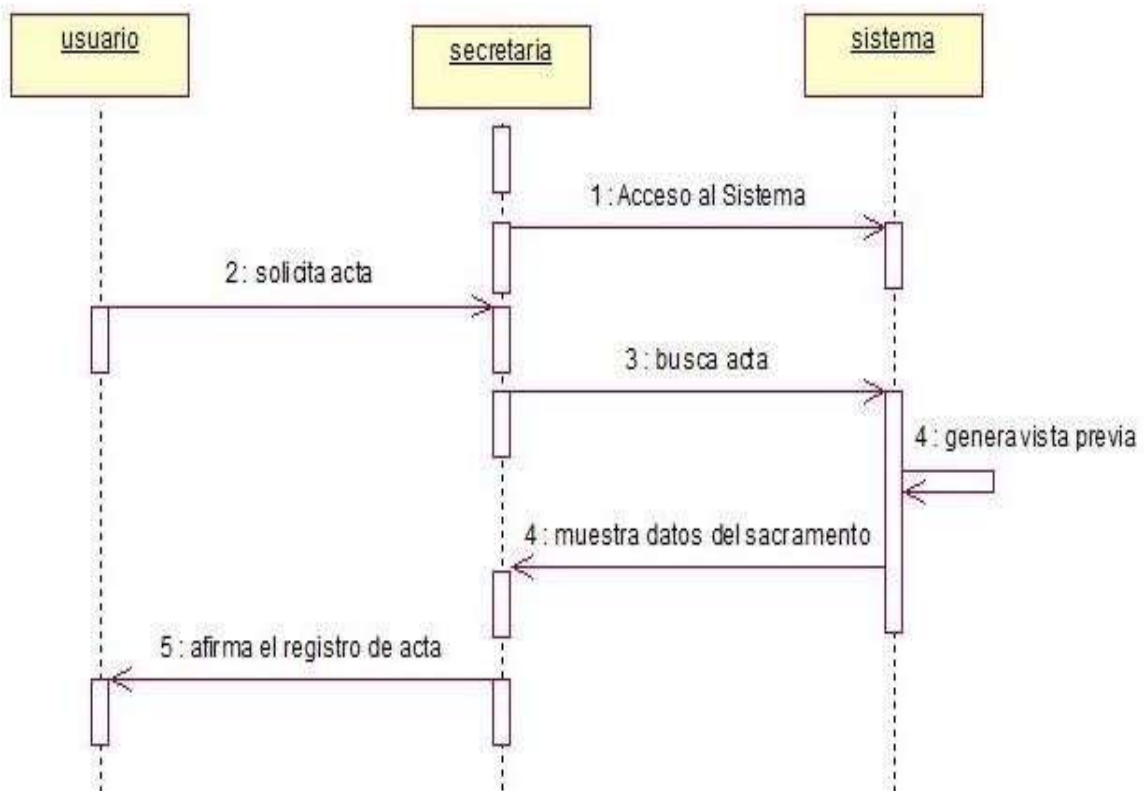 usuario
secretaria
sistema
1 : Acceso al Sistema
2 : solicita acta
3 : busca acta
4 : genera vista previa
4 : muestra datos del sacramento
5 : afirma el registro de acta